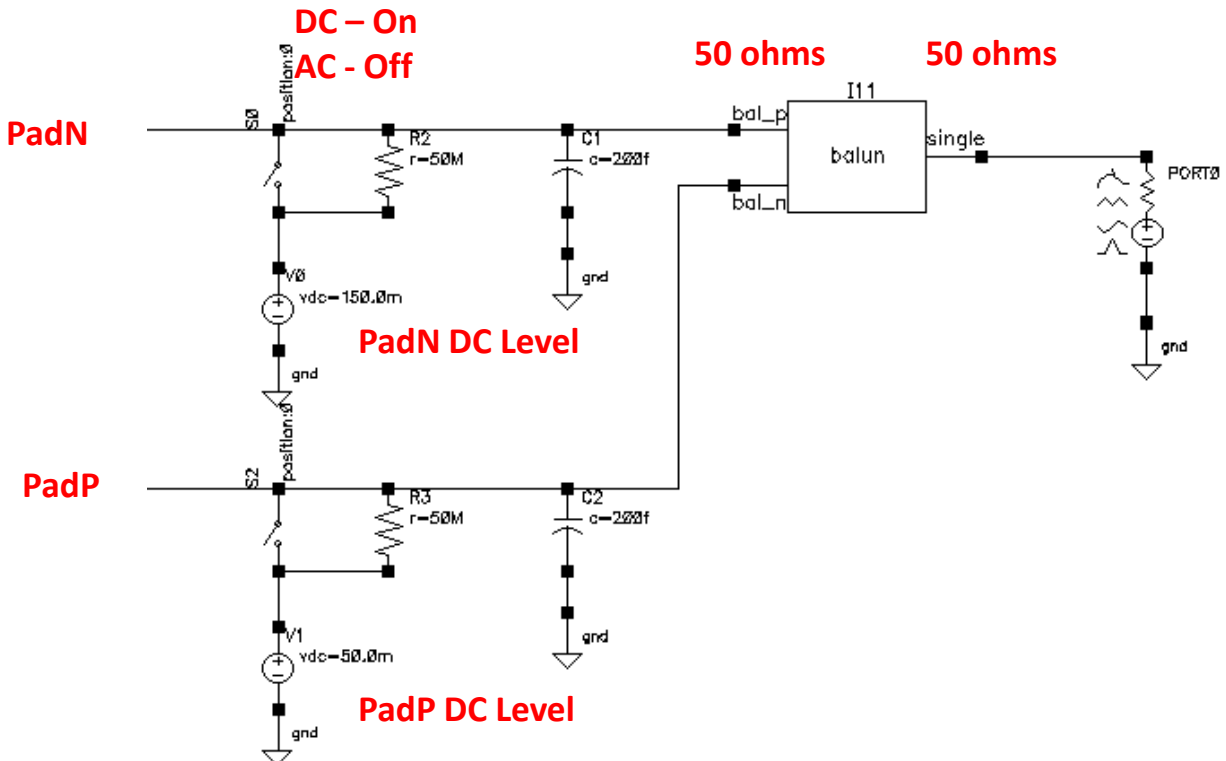 DC – On
AC - Off
50 ohms
50 ohms
position:0
S0
PadN
R2
r=50M
C1
c=200f
bal_p
I11
balun
single
bal_n
PORT0
V0
vdc=150.0m
gnd
gnd
gnd
PadN DC Level
position:0
S2
PadP
R3
r=50M
C2
c=200f
V1
vdc=50.0m
gnd
gnd
PadP DC Level